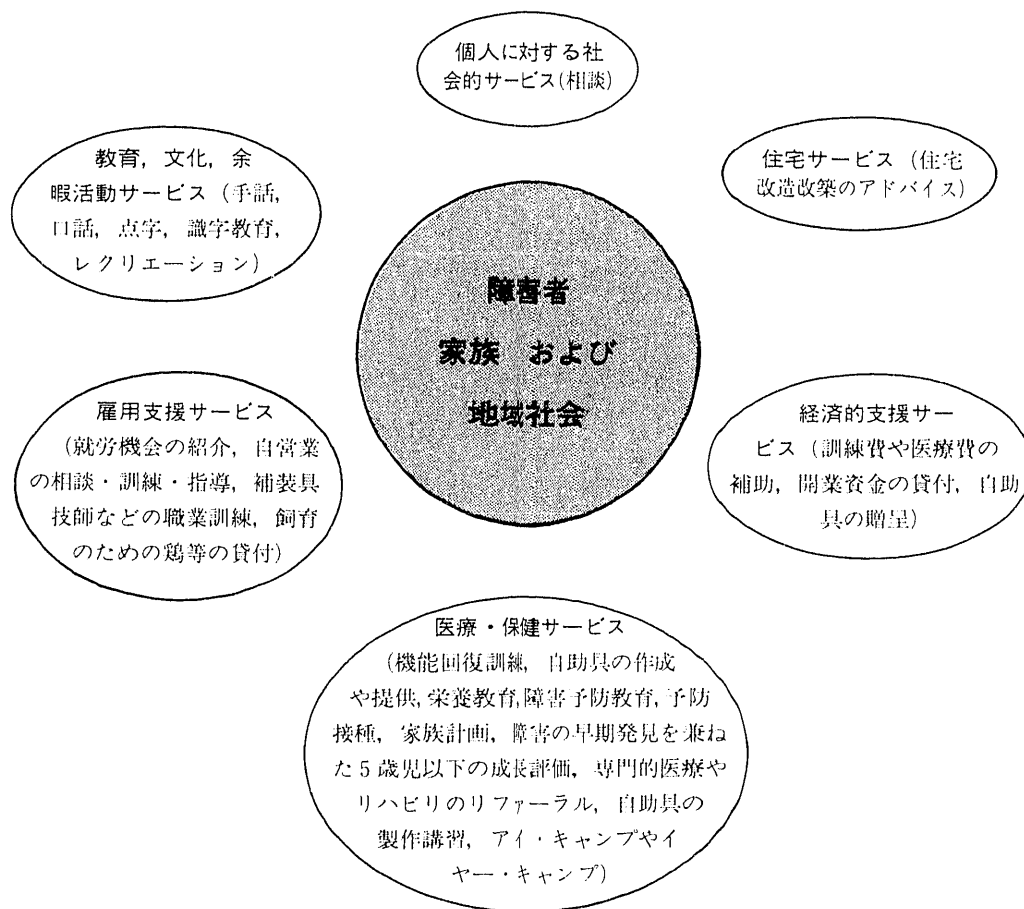 個人に対する社
会的サービス(相談)
教育，文化，余
暇活動サービス（手話，
口話，点字，識字教育，
レクリエーション）
住宅サービス（住宅
改造改築のアドバイス）
障害者
家族　および
地域社会
雇用支援サービス
（就労機会の紹介，自営業
の相談・訓練・指導，補装具
技師などの職業訓練，飼育
のための鶏等の貸付）
経済的支援サー
ビス（訓練費や医療費の
補助，開業資金の貸付，自助
具の贈呈）
医療・保健サービス
（機能回復訓練，自助具の作成
や提供，栄養教育，障害予防教育，予防
接種，家族計画，障害の早期発見を兼ね
た５歳児以下の成長評価，専門的医療や
リハビリのリファーラル，自助具の
製作講習，アイ・キャンプやイ
ヤー・キャンプ）